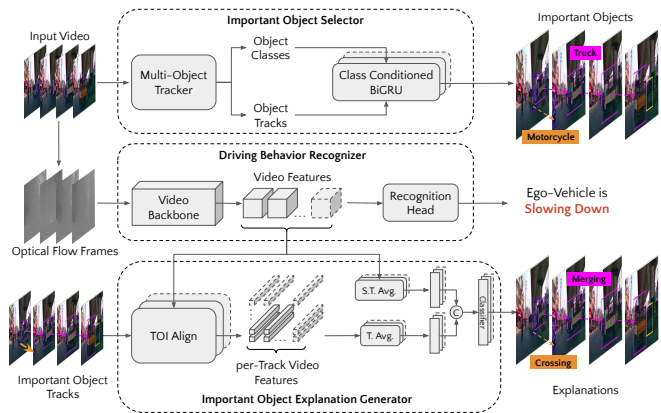 Important Object Selector
Important Objects
Input Video
Multi-Object
Tracker
Object
Classes
Object
Tracks
Class Conditioned
BiGRU
Truck
Motorcycle
Driving Behavior Recognizer
Optical Flow Frames
Video
Backbone
Video Features
...
Recognition
Head
Ego-Vehicle is
Slowing Down
TOI Align
per-Track Video
Features
S.T. Avg.
T. Avg.
C
Classifier
Merging
Crossing
Important Object
Tracks
Important Object Explanation Generator
Explanations